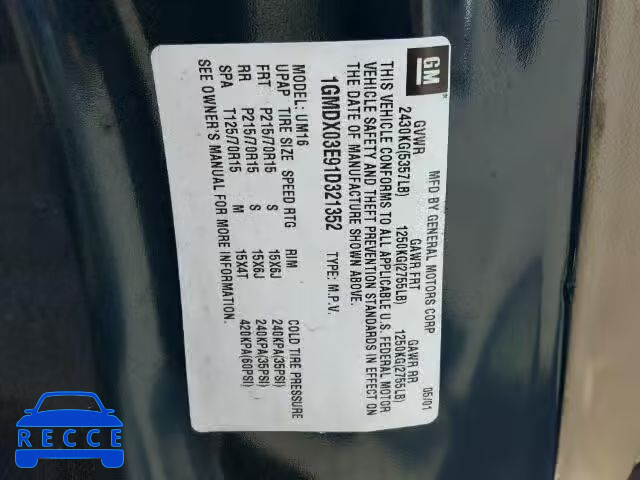 GM
MFD BY GENERAL MOTORS CORP 05/01
GVWR GAWR FRT GAWR RR
2430KG(5357LB) 1250KG(2755LB) 1250KG(2755LB)
THIS VEHICLE CONFORMS TO ALL APPLICABLE U.S. FEDERAL MOTOR
VEHICLE SAFETY AND THEFT PREVENTION STANDARDS IN EFFECT ON
THE DATE OF MANUFACTURE SHOWN ABOVE.
1GMDX03E91D321352 TYPE: M.P.V.
MODEL: UM16
UPAP TIRE SIZE SPEED RTG RIM COLD TIRE PRESSURE
FRT P215/70R15 S 15X6J 240KPA(35PSI)
RR P215/70R15 S 15X6J 240KPA(35PSI)
SPA T125/70R15 M 15X4T 420KPA(60PSI)
SEE OWNER'S MANUAL FOR MORE INFORMATION.
RECCE